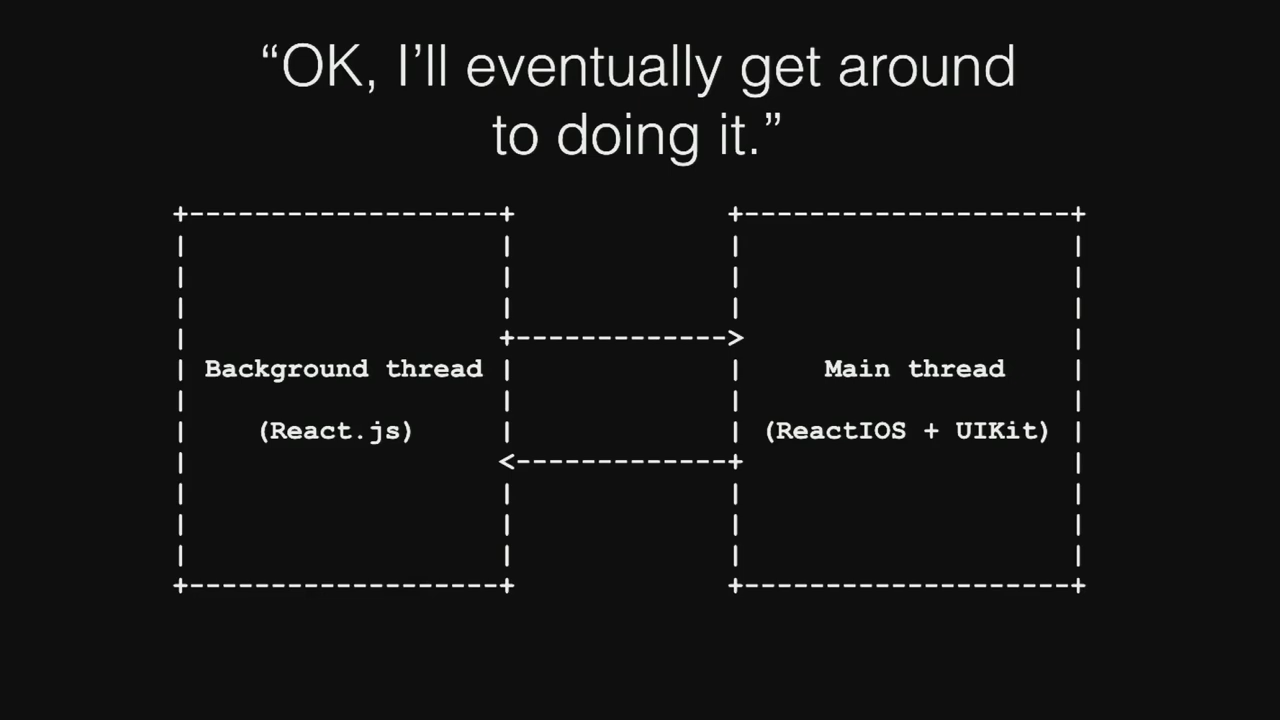 “OK, I’ll eventually get around
to doing it.”
Background thread
(React.js)
Main thread
(ReactIOS + UIKit)